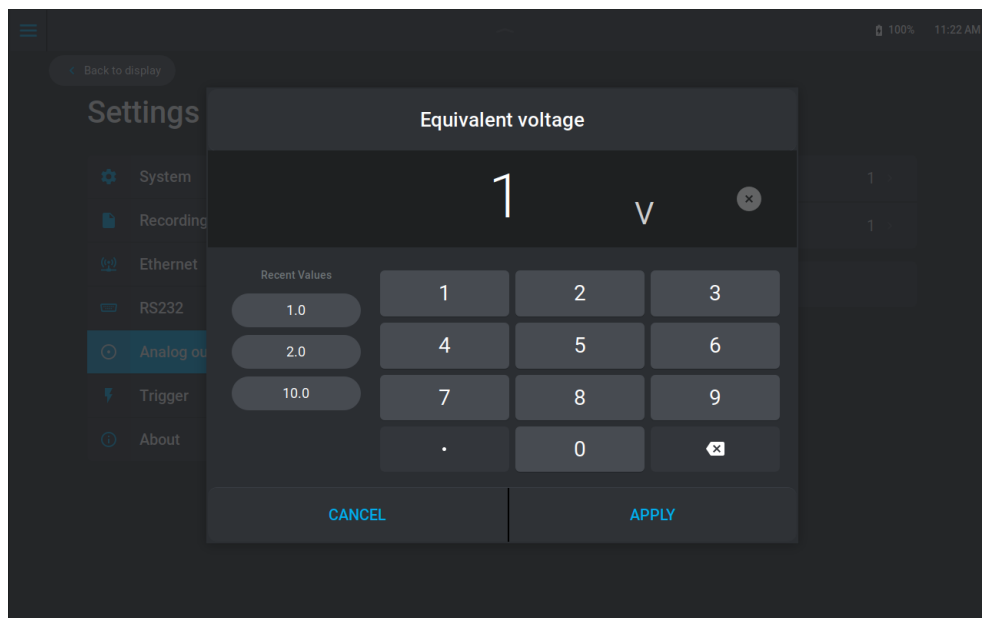 100% 11:22 AM
Back to display
Settings
Equivalent voltage
1 V
System 1
Recording 1
Ethernet
RS232
Analog ou
Trigger
About
Recent Values
1.0
2.0
10.0
1 2 3
4 5 6
7 8 9
. 0
CANCEL APPLY